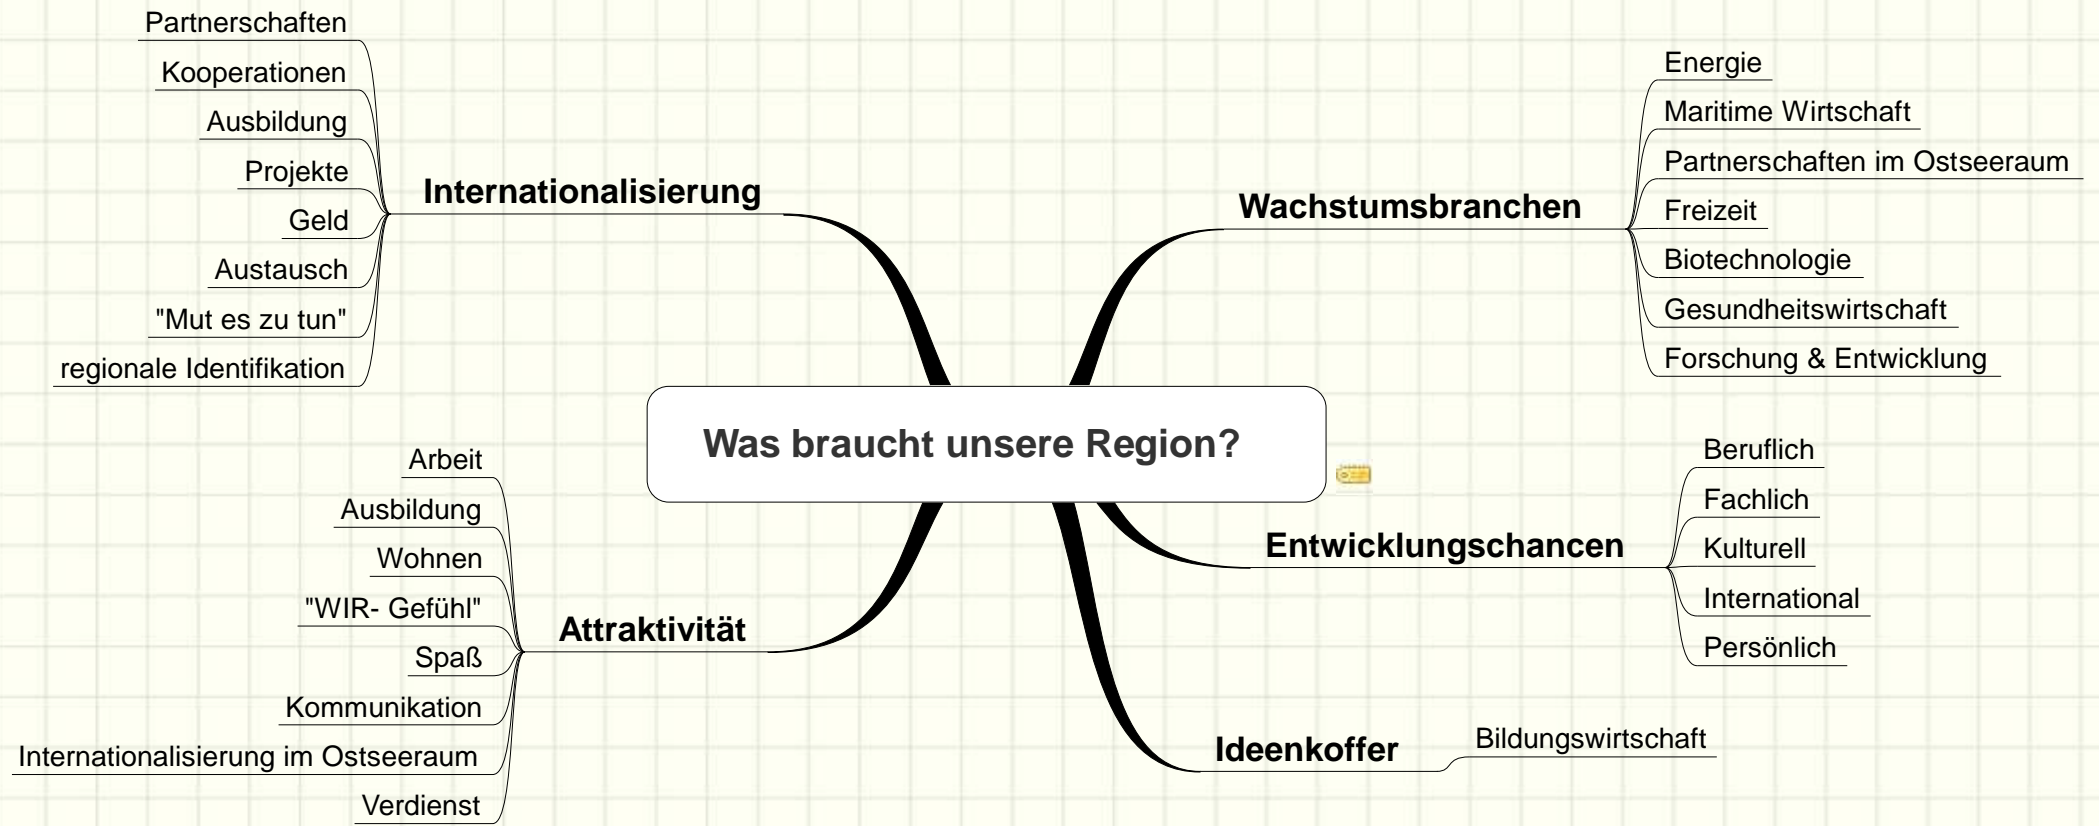 Partnerschaften
Kooperationen
Ausbildung
Projekte
Geld
Austausch
"Mut es zu tun"
regionale Identifikation
Internationalisierung
Arbeit
Ausbildung
Wohnen
"WIR- Gefühl"
Spaß
Kommunikation
Internationalisierung im Ostseeraum
Verdienst
Attraktivität
Was braucht unsere Region?
Wachstumsbranchen
Energie
Maritime Wirtschaft
Partnerschaften im Ostseeraum
Freizeit
Biotechnologie
Gesundheitswirtschaft
Forschung & Entwicklung
Entwicklungschancen
Beruflich
Fachlich
Kulturell
International
Persönlich
Ideenkoffer
Bildungswirtschaft